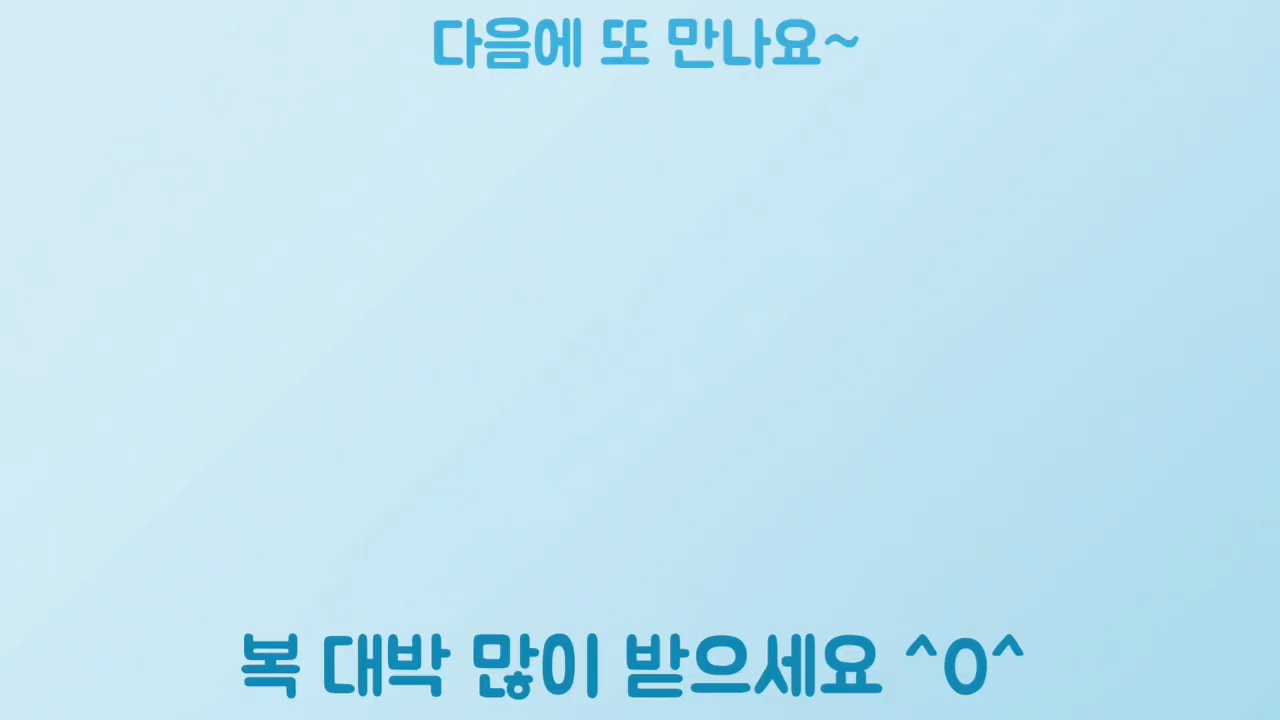 다음에 또 만나요~
복 대박 많이 받으세요 ^0^